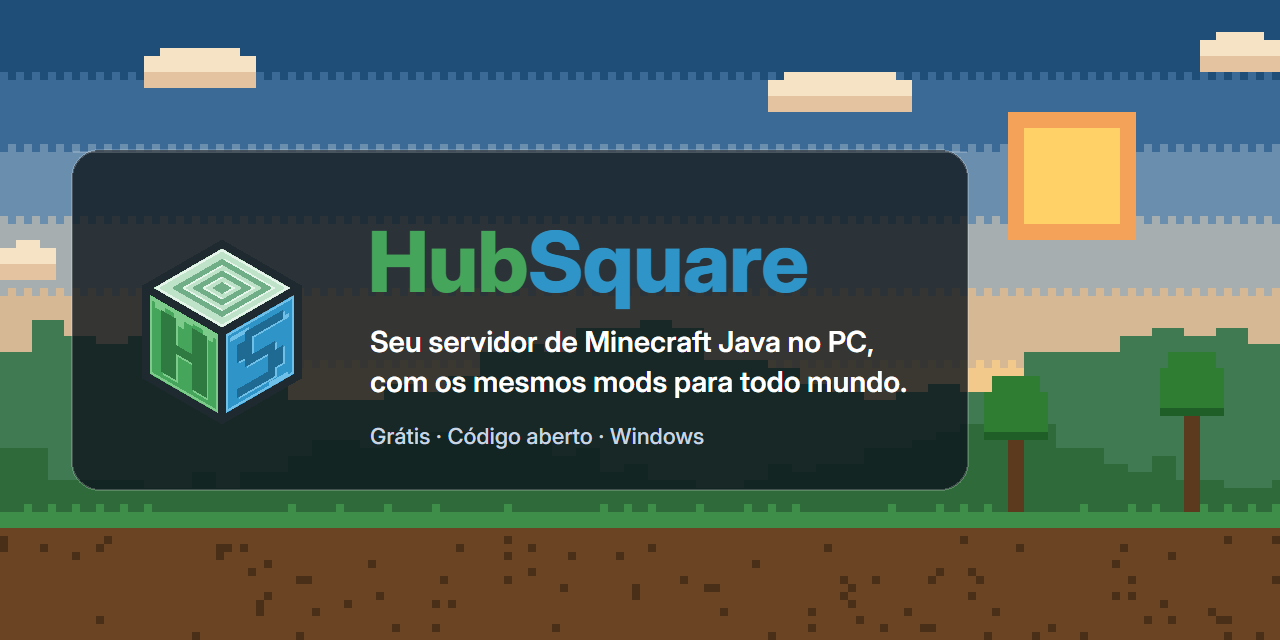 HubSquare
H S
Seu servidor de Minecraft Java no PC,
com os mesmos mods para todo mundo.
Grátis · Código aberto · Windows